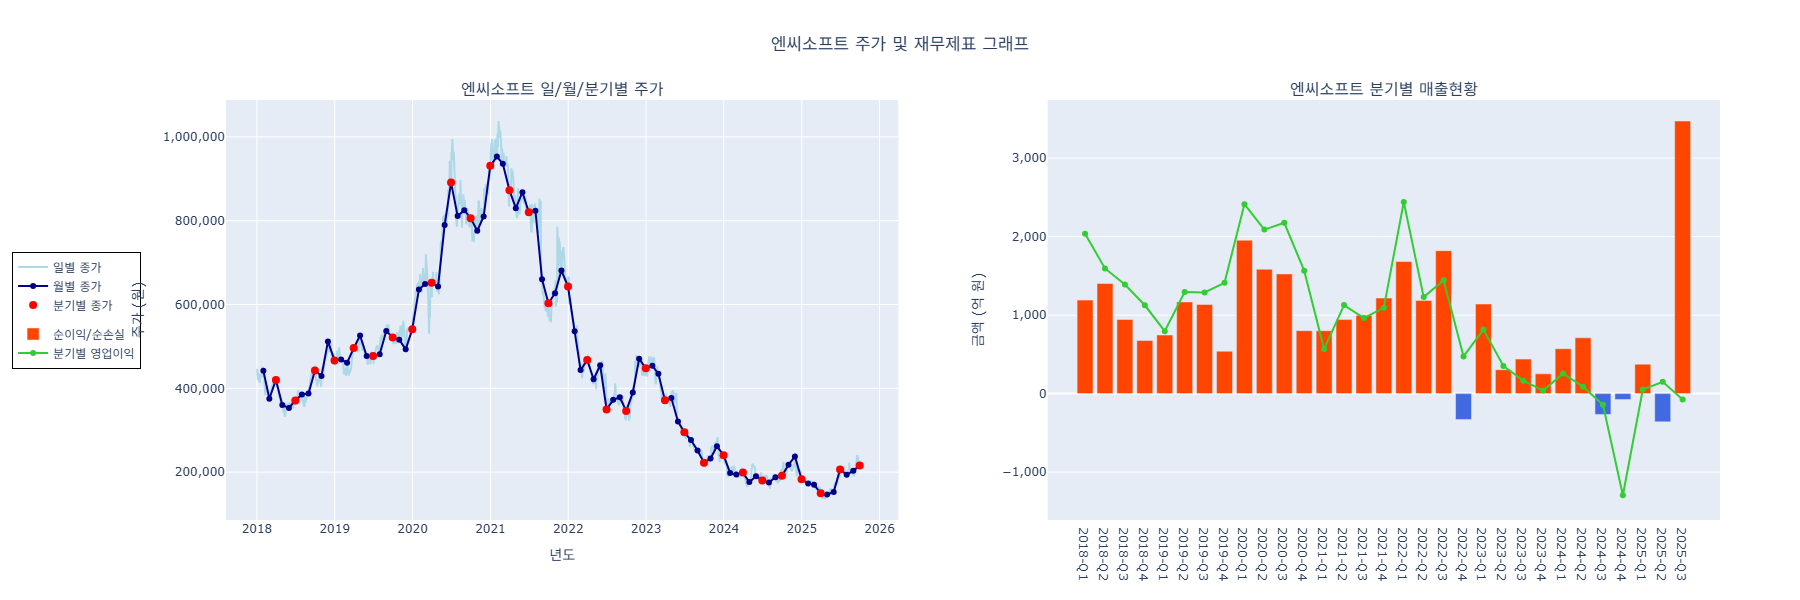 엔씨소프트 주가 및 재무제표 그래프
엔씨소프트 일/월/분기별 주가
1,000,000
800,000
600,000
400,000
200,000
주가 (원)
2018
2019
2020
2021
2022
2023
2024
2025
2026
년도
일별 종가
월별 종가
분기별 종가
순이익/순손실
분기별 영업이익
엔씨소프트 분기별 매출현황
3,000
2,000
1,000
0
−1,000
금액 (억 원)
2018-Q1
2018-Q2
2018-Q3
2018-Q4
2019-Q1
2019-Q2
2019-Q3
2019-Q4
2020-Q1
2020-Q2
2020-Q3
2020-Q4
2021-Q1
2021-Q2
2021-Q3
2021-Q4
2022-Q1
2022-Q2
2022-Q3
2022-Q4
2023-Q1
2023-Q2
2023-Q3
2023-Q4
2024-Q1
2024-Q2
2024-Q3
2024-Q4
2025-Q1
2025-Q2
2025-Q3